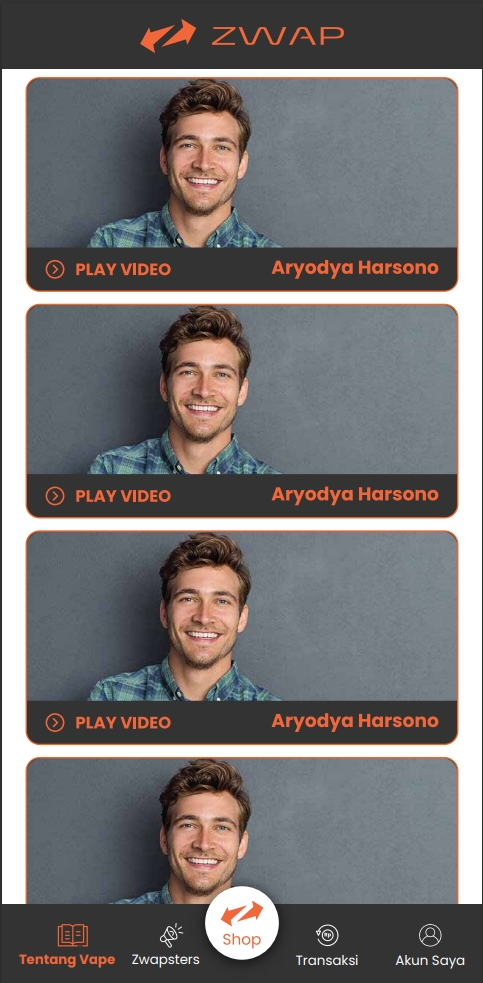 ZWAP
PLAY VIDEO
Aryodya Harsono
PLAY VIDEO
Aryodya Harsono
PLAY VIDEO
Aryodya Harsono
Tentang Vape
Zwapsters
Shop
Rp
Transaksi
Akun Saya